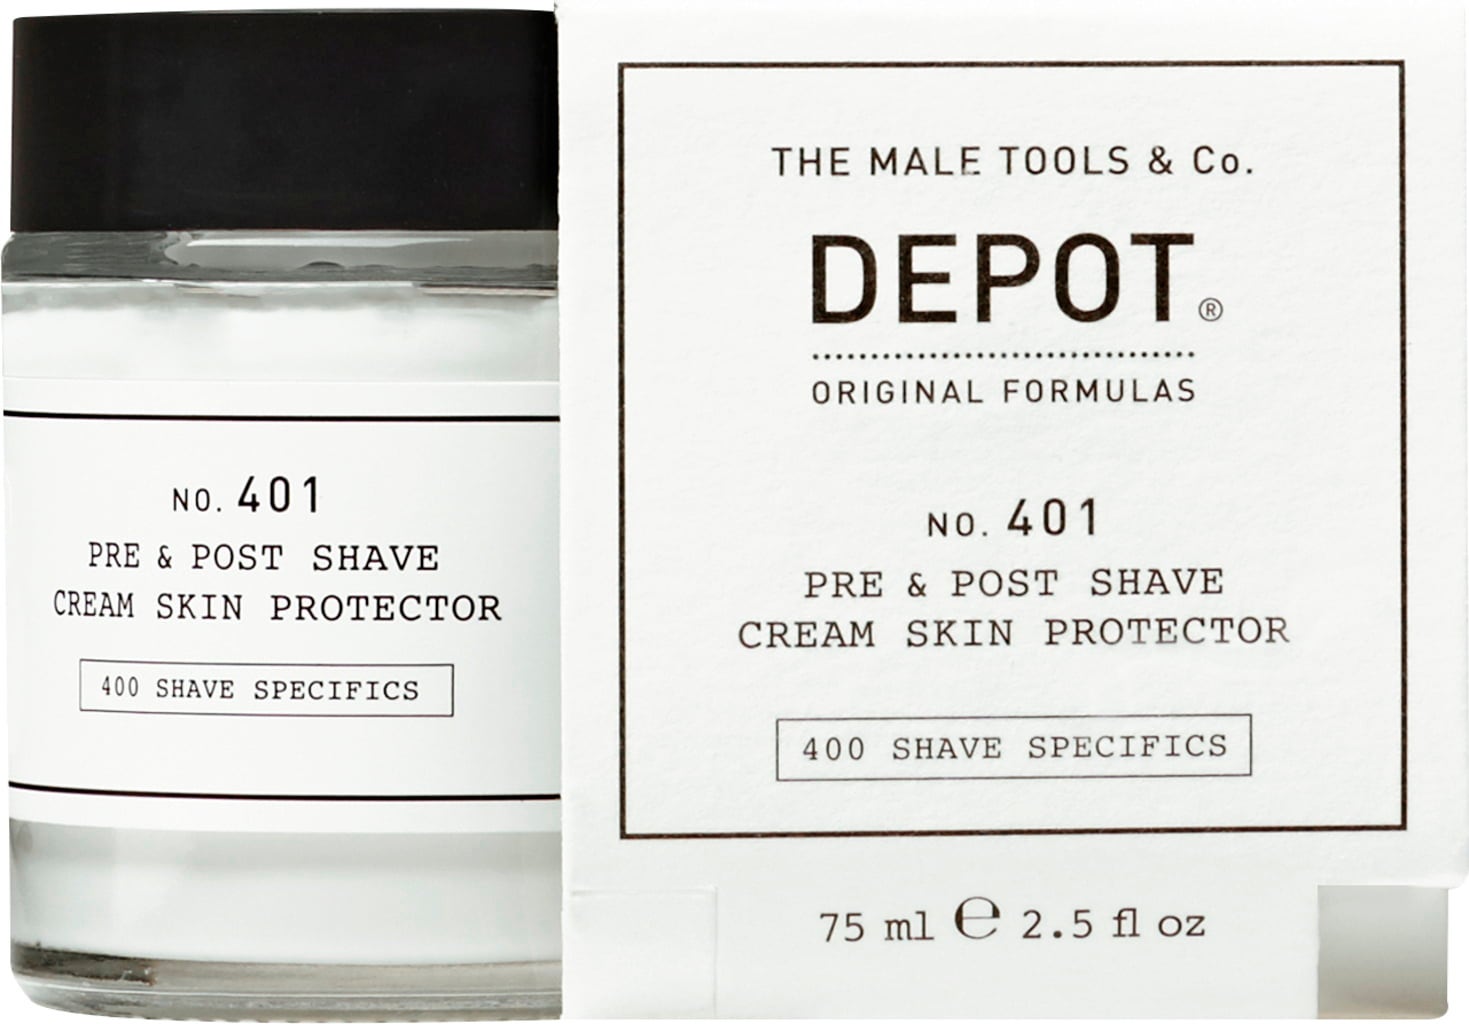 NO. 401
PRE & POST SHAVE
CREAM SKIN PROTECTOR
400 SHAVE SPECIFICS
THE MALE TOOLS & Co.
DEPOT®
ORIGINAL FORMULAS
NO. 401
PRE & POST SHAVE
CREAM SKIN PROTECTOR
400 SHAVE SPECIFICS
75 ml ℮ 2.5 fl oz